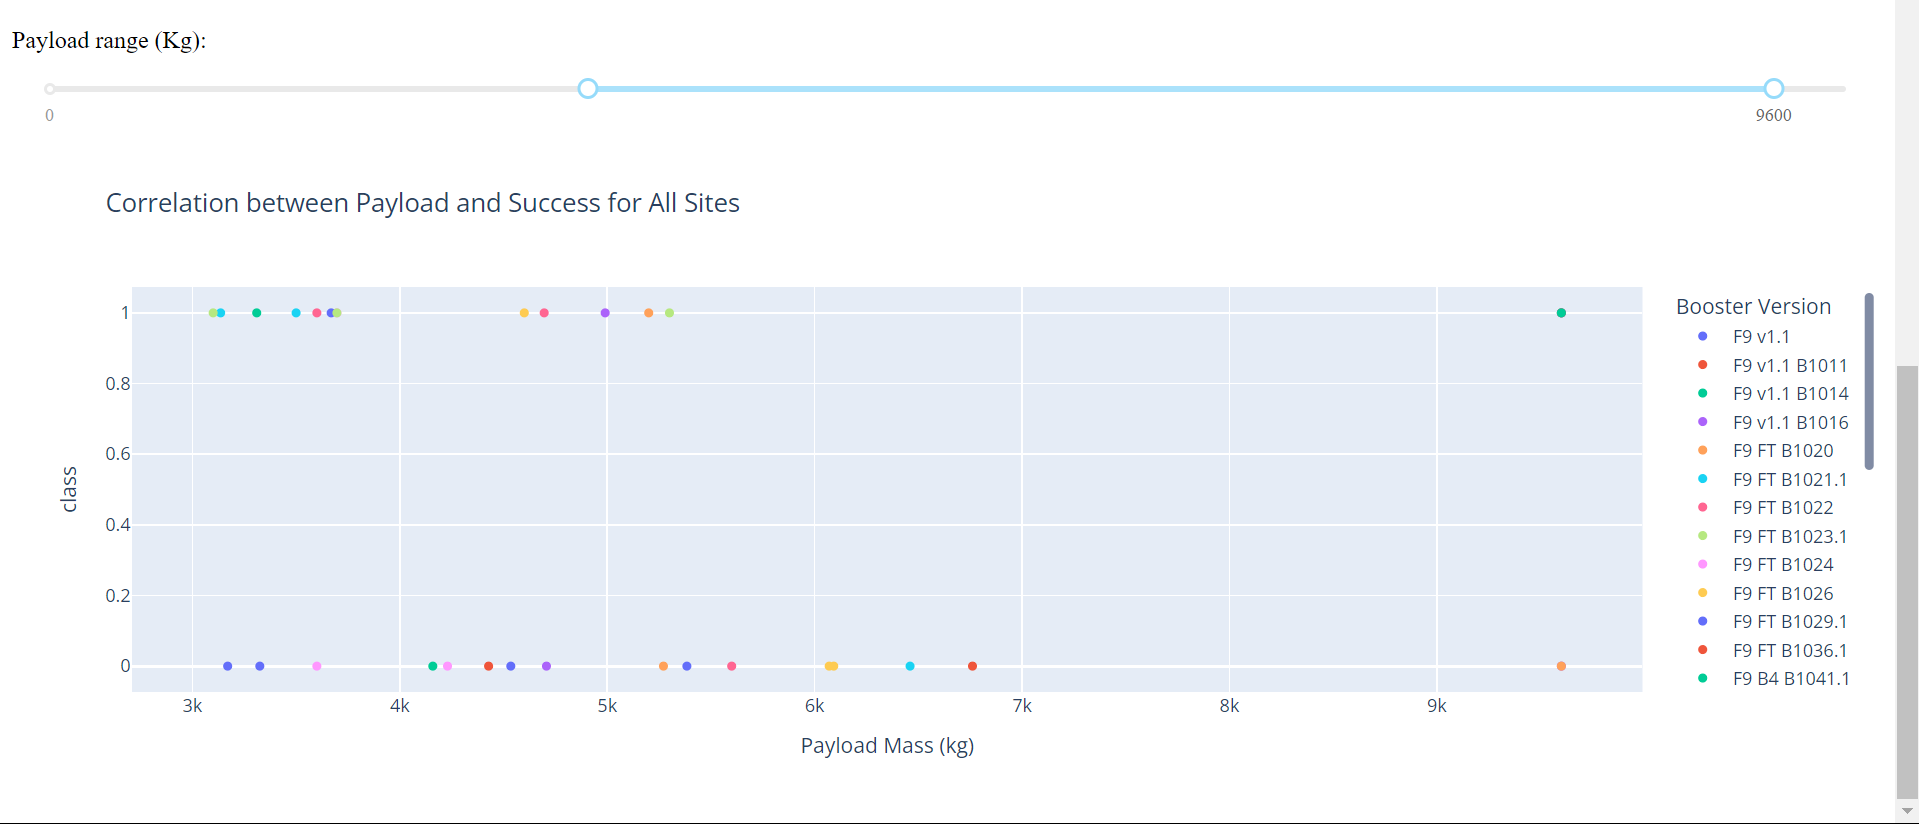 Payload range (Kg):
0
9600
Correlation between Payload and Success for All Sites
1
0.8
0.6
0.4
0.2
0
class
3k
4k
5k
6k
7k
8k
9k
Payload Mass (kg)
Booster Version
F9 v1.1
F9 v1.1 B1011
F9 v1.1 B1014
F9 v1.1 B1016
F9 FT B1020
F9 FT B1021.1
F9 FT B1022
F9 FT B1023.1
F9 FT B1024
F9 FT B1026
F9 FT B1029.1
F9 FT B1036.1
F9 B4 B1041.1